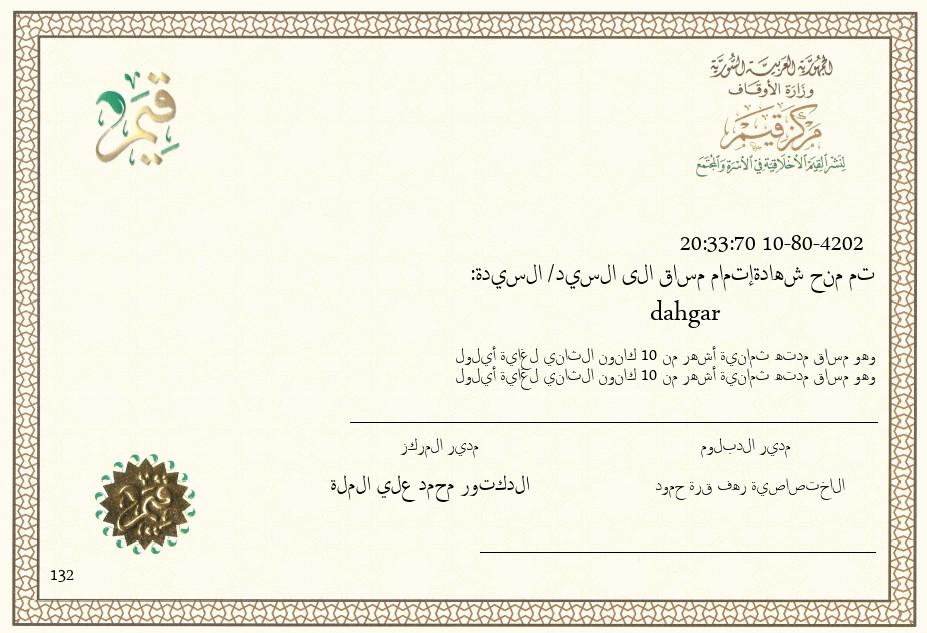 الجمهورية العربية السورية
وزارة الأوقاف
مركز قيم
لنشر القيم الأخلاقية في الأسرة والمجتمع
قيم
20:33:70 10-80-4202
تم منح شهادةإتمام مساق الى السيد/ السيدة:
dahgar
وهو مساق مدته ثمانية أشهر من 10 كانون الثاني لغاية أيلول
وهو مساق مدته ثمانية أشهر من 10 كانون الثاني لغاية أيلول
مدير الدبلوم
مدير المركز
الاختصاصية رهف قرة حمود
الدكتور محمد علي الملة
قيم
132